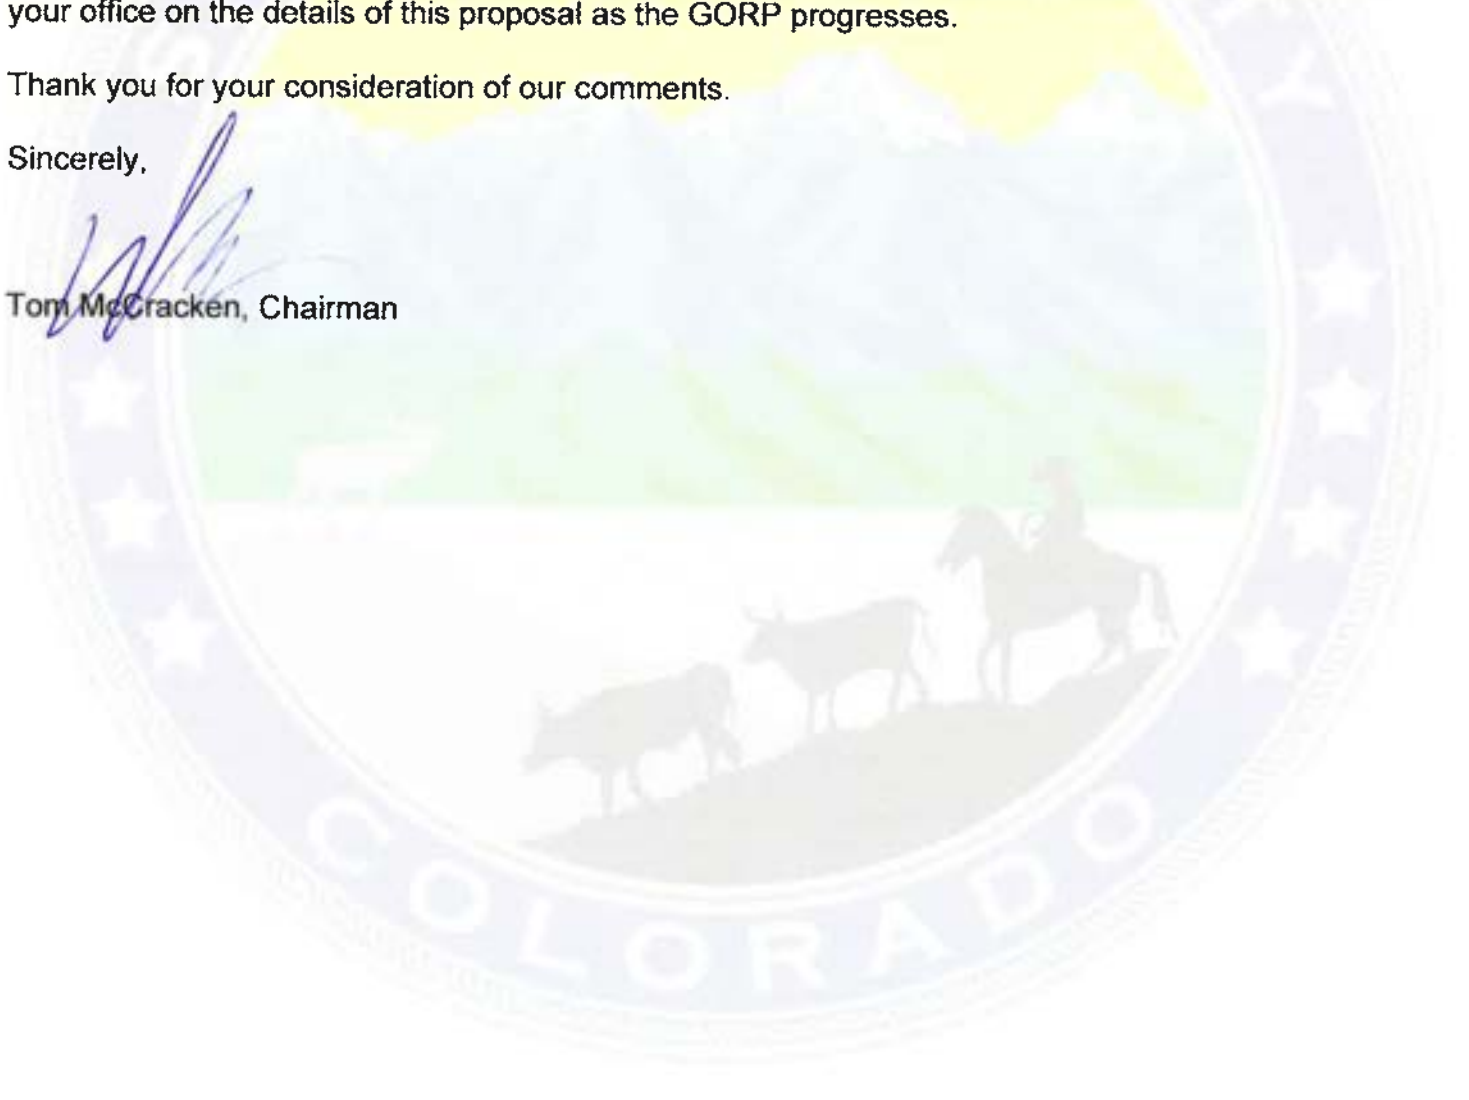 your office on the details of this proposal as the GORP progresses.
Thank you for your consideration of our comments.
Sincerely,
Tom McCracken, Chairman
COLORADO